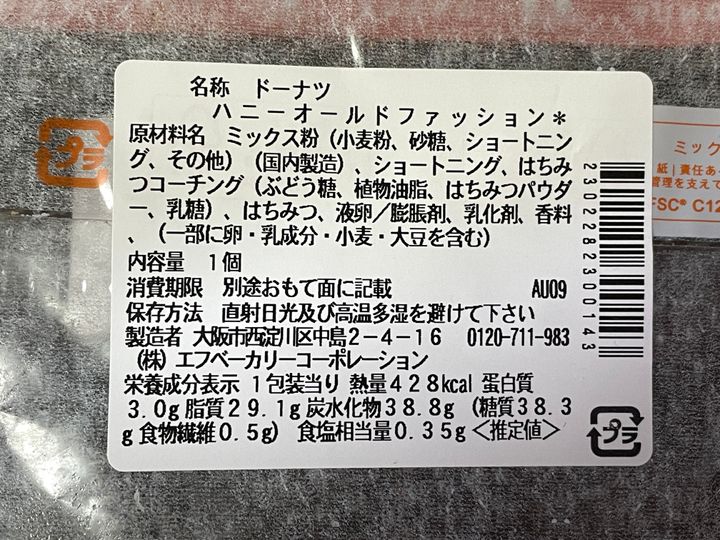 名称 ドーナツ
ハニーオールドファッション*
原材料名 ミックス粉（小麦粉、砂糖、ショートニン
グ、その他）（国内製造）、ショートニング、はちみ
つコーチング（ぶどう糖、植物油脂、はちみつパウダ
ー、乳糖）、はちみつ、液卵／膨脹剤、乳化剤、香料
、（一部に卵・乳成分・小麦・大豆を含む）
内容量 1個
消費期限 別途おもて面に記載 AU09
保存方法 直射日光及び高温多湿を避けて下さい
製造者 大阪市西淀川区中島2－4－16 0120-711-983
（株）エフベーカリーコーポレーション
栄養成分表示 1包装当り 熱量428kcal 蛋白質
3.0g 脂質29.1g 炭水化物38.8g （糖質38.3
g 食物繊維0.5g） 食塩相当量0.35g <推定値>
プラ
2302282300143
プラ
ミック
紙 | 責任あ
管理を支えて
FSC® C12